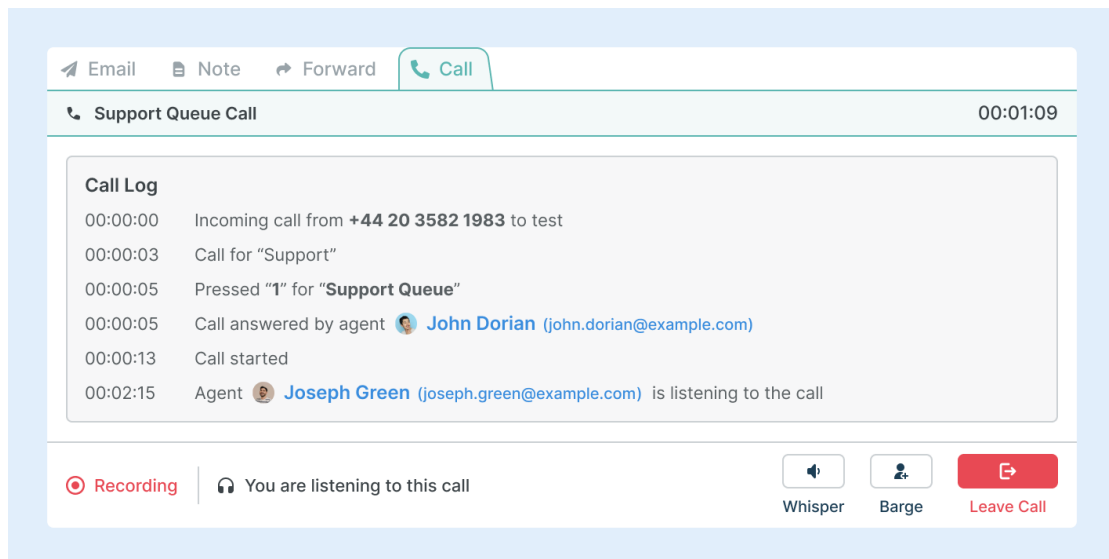 Email Note Forward Call
Support Queue Call 00:01:09
Call Log
00:00:00 Incoming call from +44 20 3582 1983 to test
00:00:03 Call for “Support”
00:00:05 Pressed “1” for “Support Queue”
00:00:05 Call answered by agent John Dorian (john.dorian@example.com)
00:00:13 Call started
00:02:15 Agent Joseph Green (joseph.green@example.com) is listening to the call
Recording You are listening to this call
Whisper Barge Leave Call